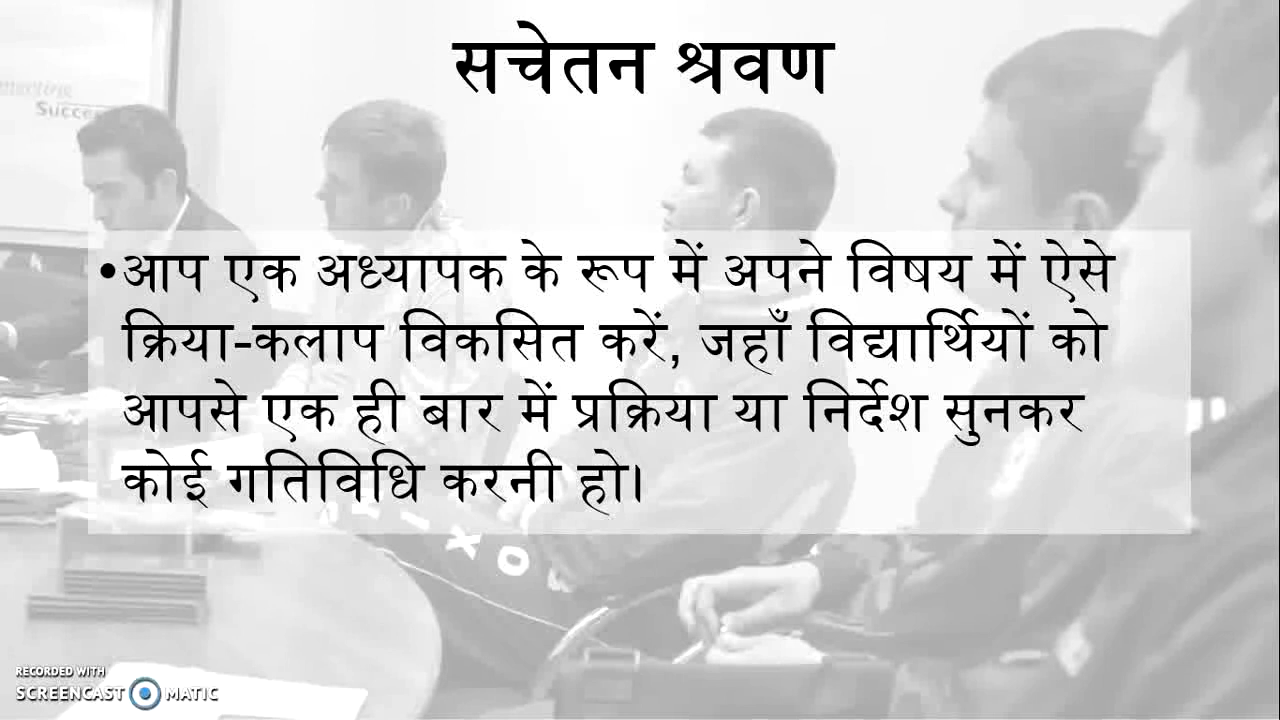 सचेतन श्रवण
•आप एक अध्यापक के रूप में अपने विषय में ऐसे
क्रिया-कलाप विकसित करें, जहाँ विद्यार्थियों को
आपसे एक ही बार में प्रक्रिया या निर्देश सुनकर
कोई गतिविधि करनी हो।
RECORDED WITH
SCREENCAST MATIC